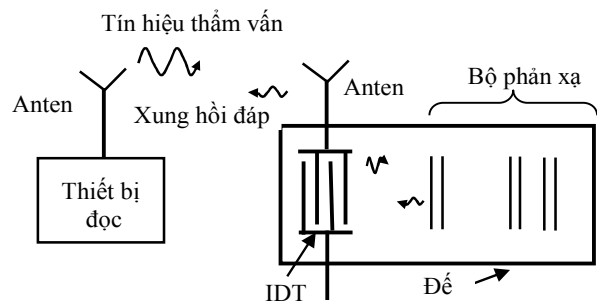 Tín hiệu thẩm vấn
Anten
Xung hồi đáp
Anten
Bộ phản xạ
Thiết bị
đọc
IDT
Đế